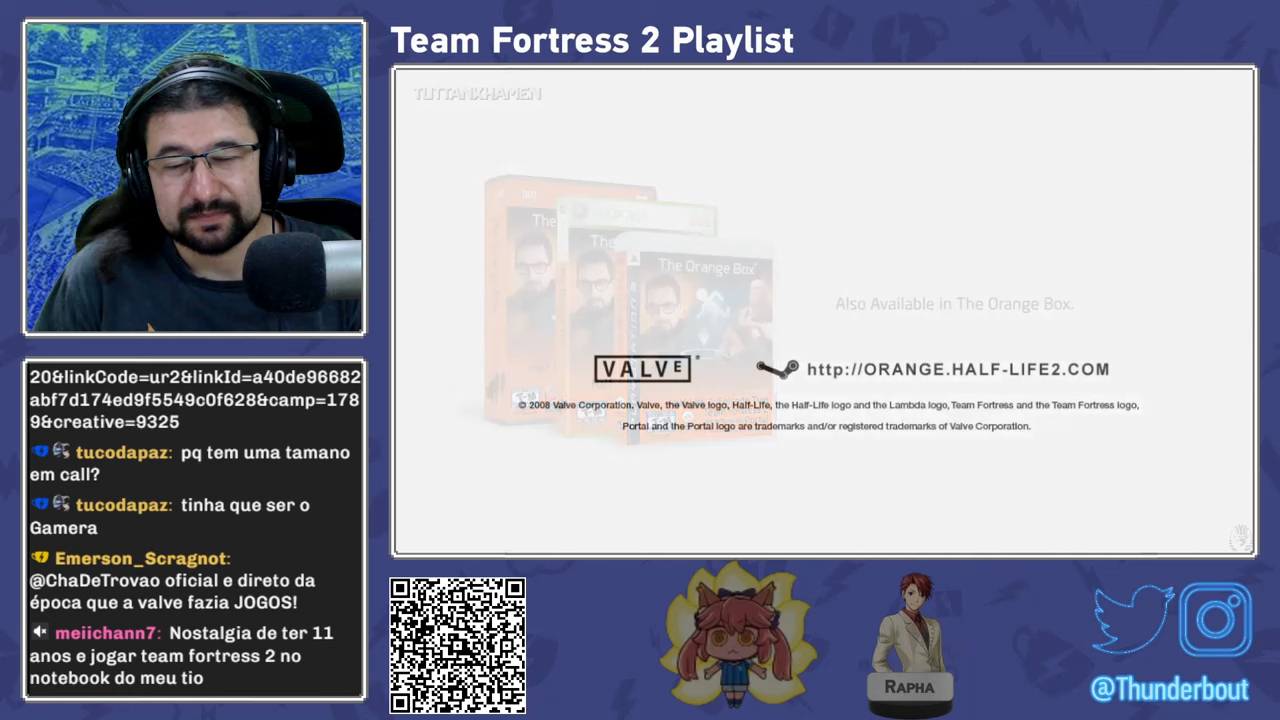 Team Fortress 2 Playlist
TUTTANKHAMEN
The Orange Box
Also Available in The Orange Box.
VALVE
http://ORANGE.HALF-LIFE2.COM
© 2008 Valve Corporation, Valve, the Valve logo, Half-Life, the Half-Life logo and the Lambda logo, Team Fortress and the Team Fortress logo,
Portal and the Portal logo are trademarks and/or registered trademarks of Valve Corporation.
20&linkCode=ur2&linkId=a40de96682
abf7d174ed9f5549c0f628&camp=178
9&creative=9325
tucodapaz: pq tem uma tamano
em call?
tucodapaz: tinha que ser o
Gamera
Emerson_Scragnot:
@ChaDeTrovao oficial e direto da
época que a valve fazia JOGOS!
meiichann7: Nostalgia de ter 11
anos e jogar team fortress 2 no
notebook do meu tio
RAPHA
@Thunderbout